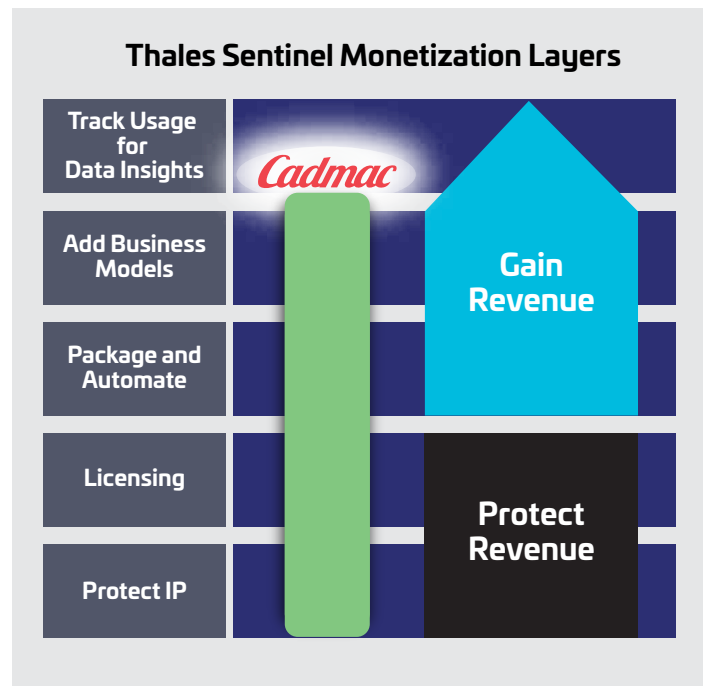 Thales Sentinel Monetization Layers
Track Usage
for
Data Insights
Cadmac
Add Business
Models
Gain
Revenue
Package and
Automate
Licensing
Protect
Revenue
Protect IP